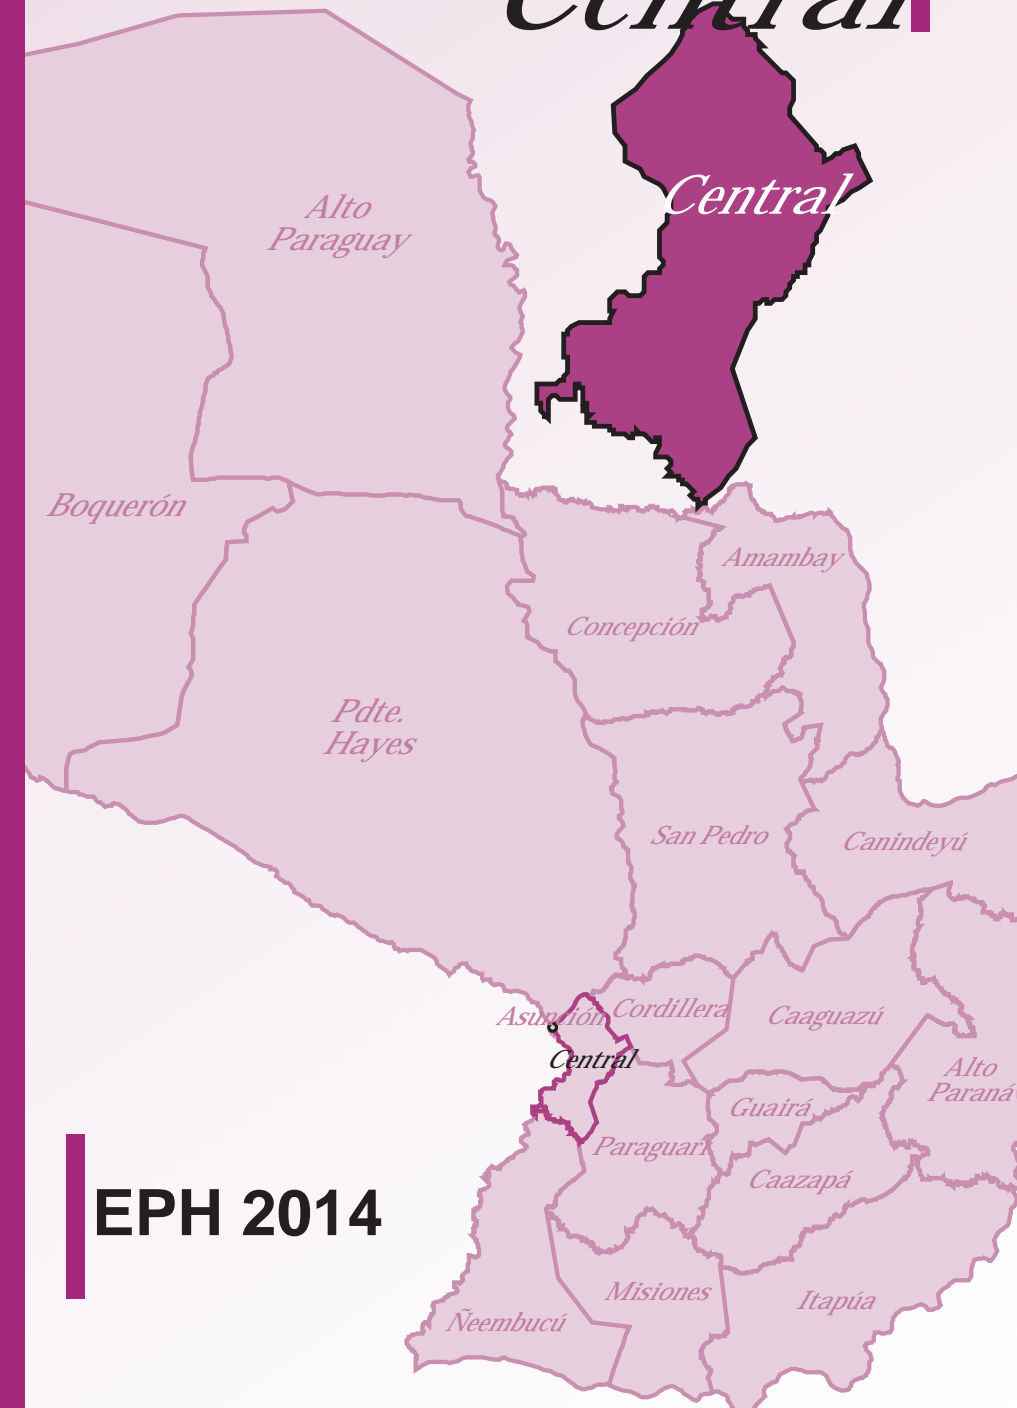 Central
Central
Alto
Paraguay
Boquerón
Amambay
Concepción
Pdte.
Hayes
San Pedro
Canindeyú
Asunción
Cordillera
Caaguazú
Central
Alto
Paraná
Guairá
Paraguarí
Caazapá
EPH 2014
Misiones
Itapúa
Ñeembucú